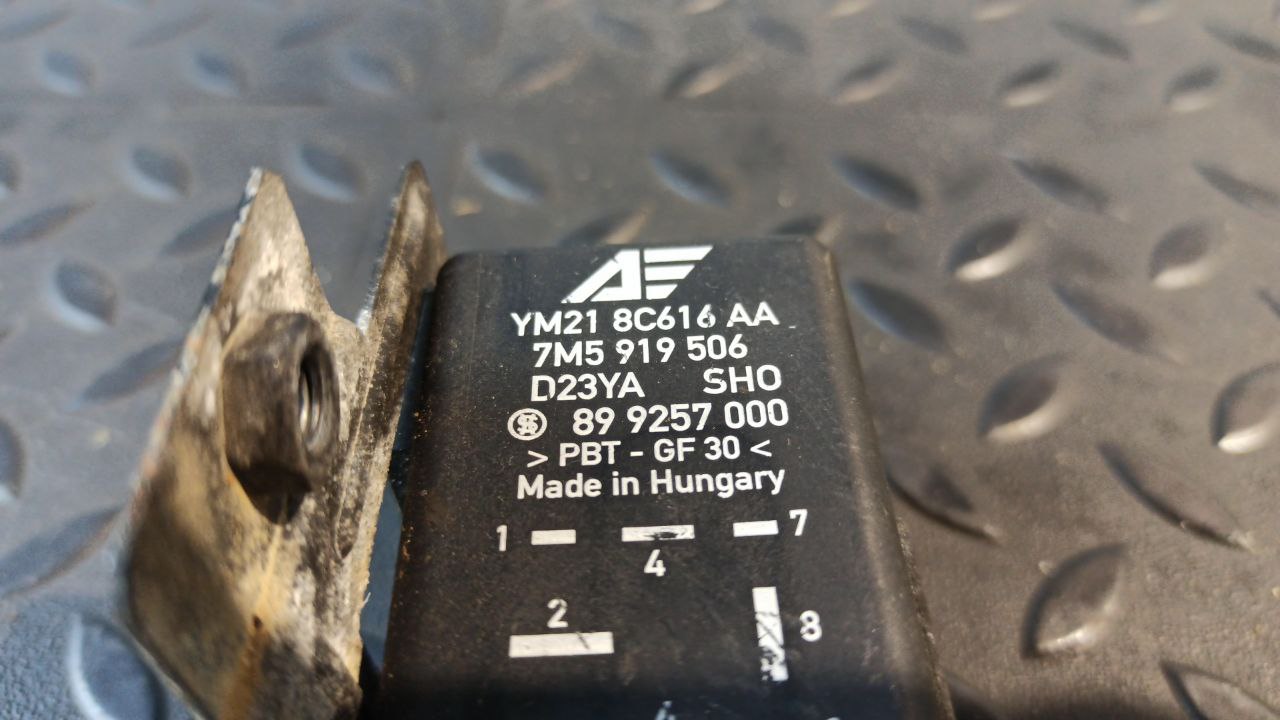 AE
YM21 8C616 AA
7M5 919 506
D23YA SHO
89 9257 000
> PBT - GF 30 <
Made in Hungary
1 7
4
2
8